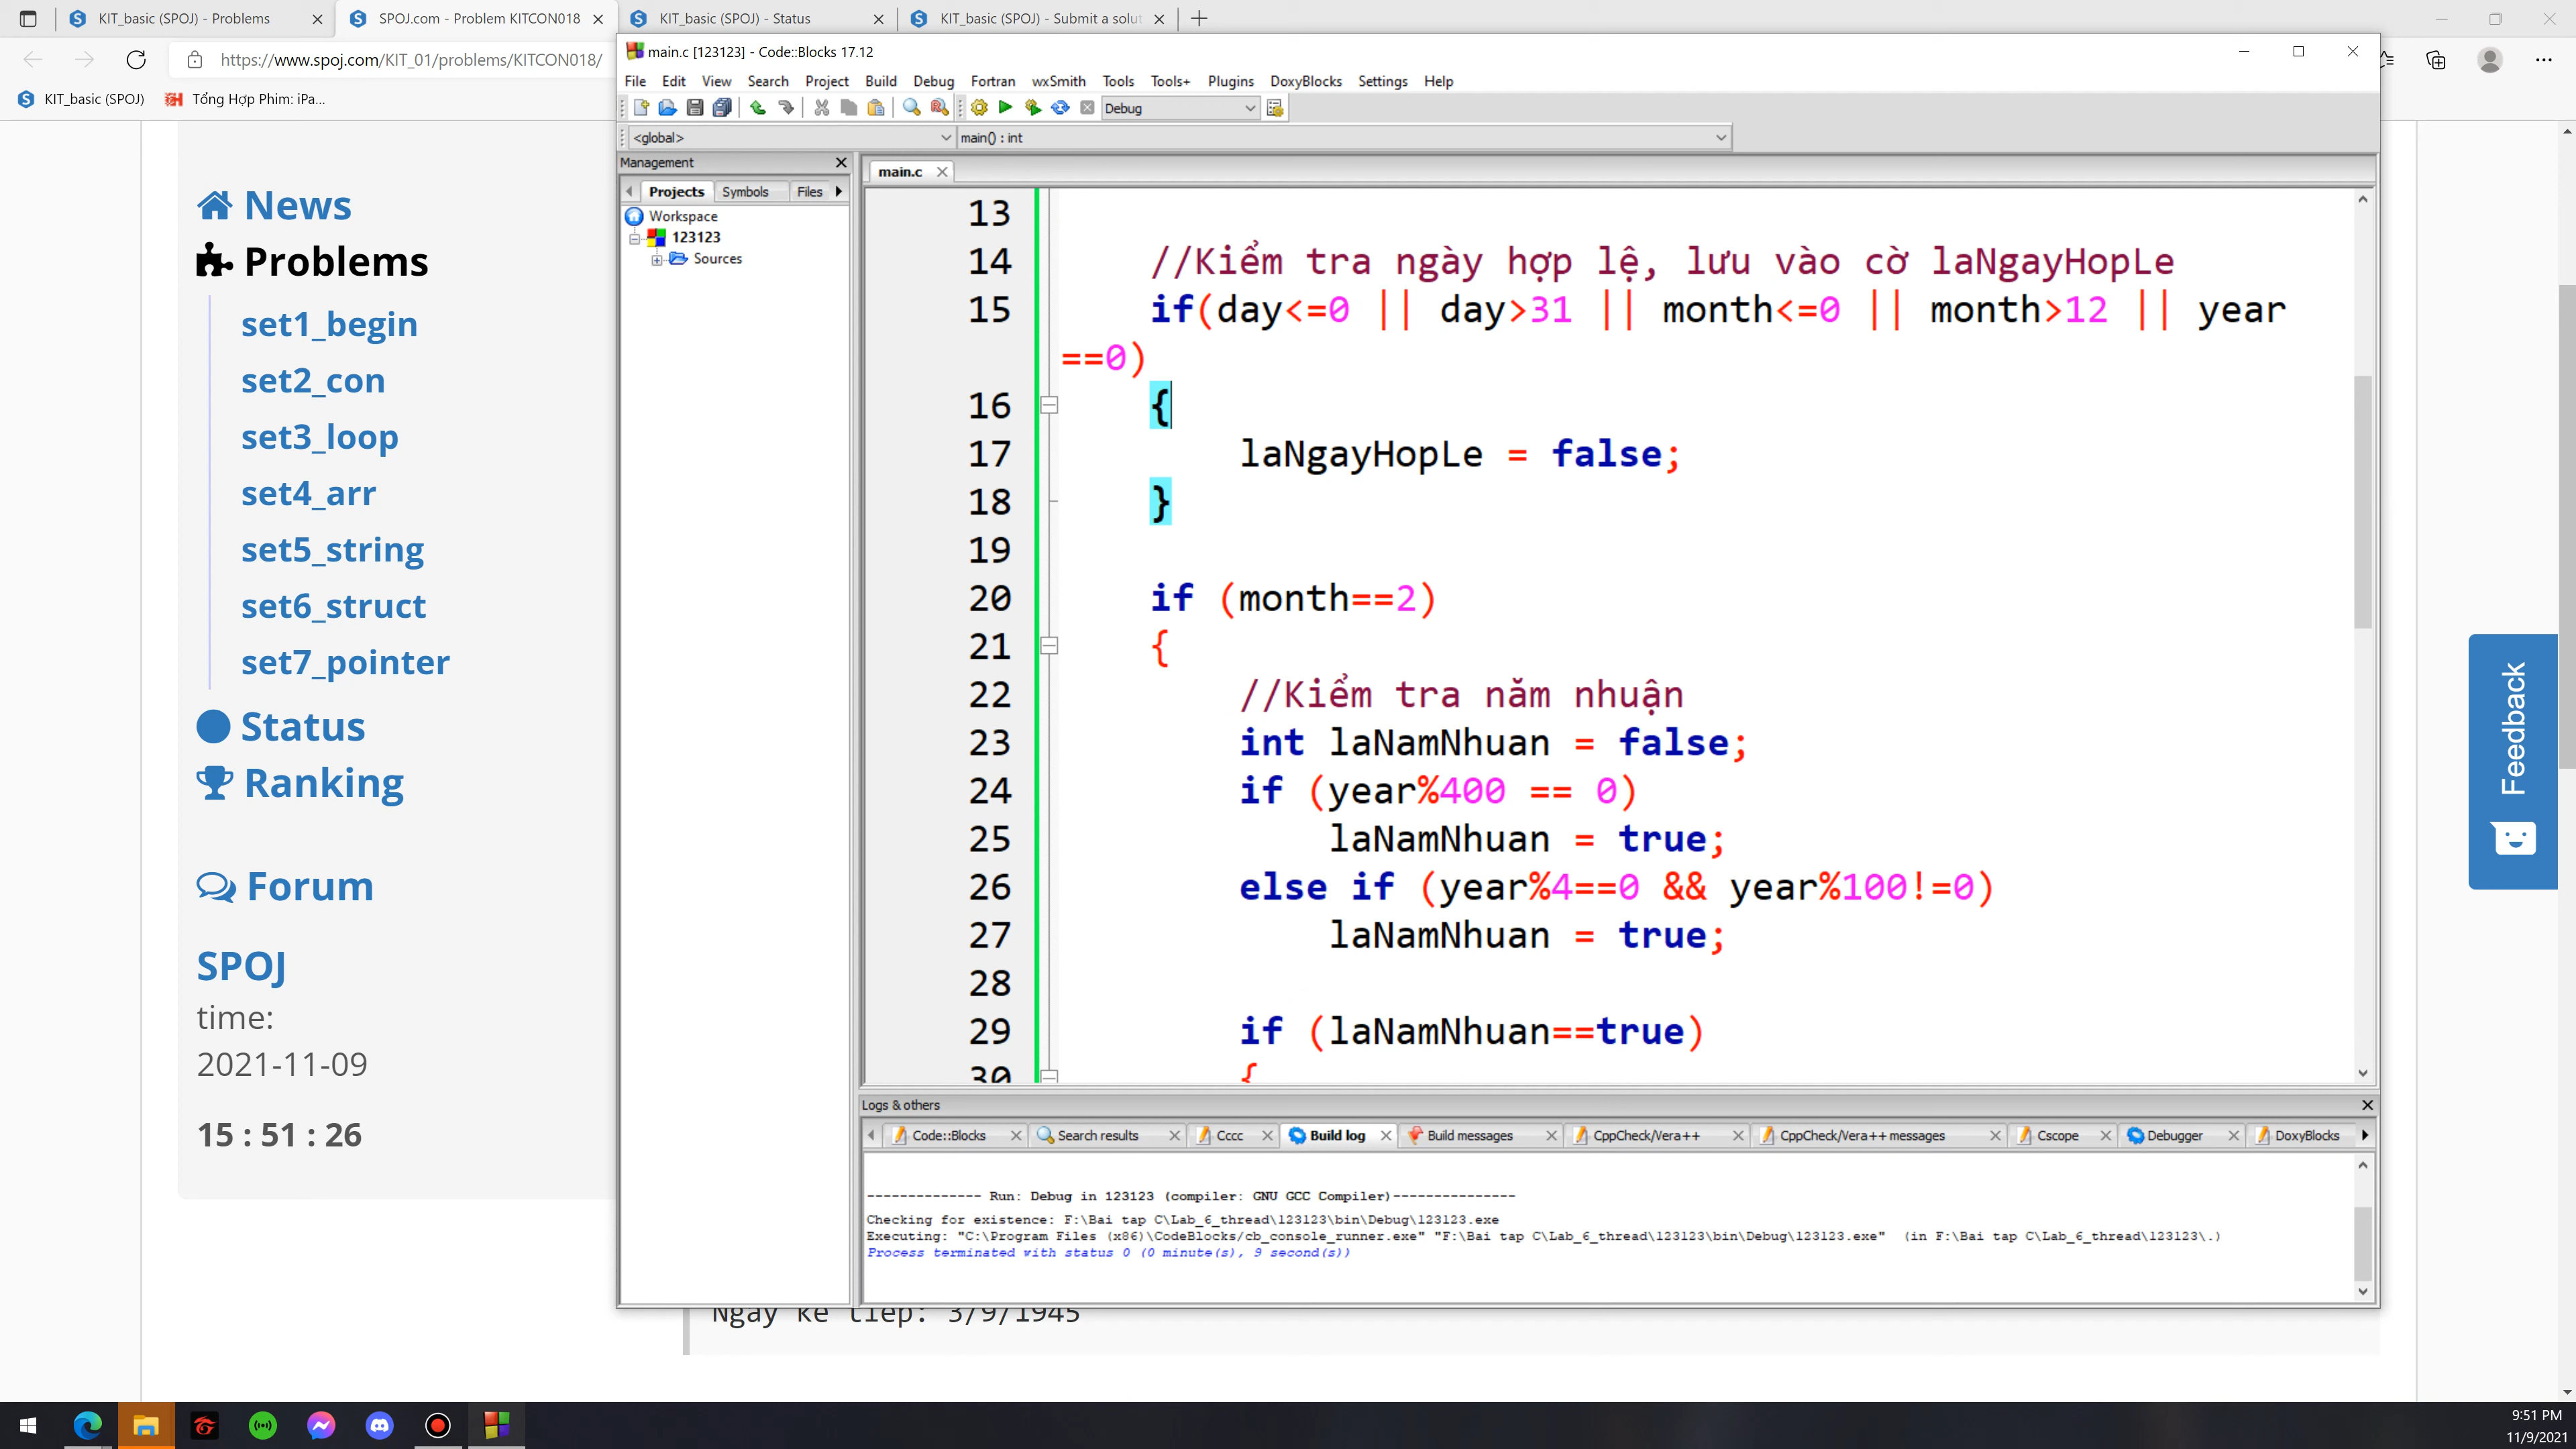 KIT_basic (SPOJ) - Problems
SPOJ.com - Problem KITCON018
KIT_basic (SPOJ) - Status
KIT_basic (SPOJ) - Submit a solut
https://www.spoj.com/KIT_01/problems/KITCON018/
KIT_basic (SPOJ)
Tổng Hợp Phim: iPa...
News
Problems
set1_begin
set2_con
set3_loop
set4_arr
set5_string
set6_struct
set7_pointer
Status
Ranking
Forum
SPOJ
time:
2021-11-09
15 : 51 : 26
main.c [123123] - Code::Blocks 17.12
File Edit View Search Project Build Debug Fortran wxSmith Tools Tools+ Plugins DoxyBlocks Settings Help
Debug
<global>
main() : int
Management
Projects Symbols Files
Workspace
123123
Sources
main.c
13
14 //Kiểm tra ngày hợp lệ, lưu vào cờ laNgayHopLe
15 if(day<=0 || day>31 || month<=0 || month>12 || year
==0)
16 {
17 laNgayHopLe = false;
18 }
19
20 if (month==2)
21 {
22 //Kiểm tra năm nhuận
23 int laNamNhuan = false;
24 if (year%400 == 0)
25 laNamNhuan = true;
26 else if (year%4==0 && year%100!=0)
27 laNamNhuan = true;
28
29 if (laNamNhuan==true)
30 {
Logs & others
Code::Blocks Search results Cccc Build log Build messages CppCheck/Vera++ CppCheck/Vera++ messages Cscope Debugger DoxyBlocks
-------------- Run: Debug in 123123 (compiler: GNU GCC Compiler)---------------
Checking for existence: F:\Bai tap C\Lab_6_thread\123123\bin\Debug\123123.exe
Executing: "C:\Program Files (x86)\CodeBlocks/cb_console_runner.exe" "F:\Bai tap C\Lab_6_thread\123123\bin\Debug\123123.exe" (in F:\Bai tap C\Lab_6_thread\123123\.)
Process terminated with status 0 (0 minute(s), 9 second(s))
Ngay ke tiep: 3/9/1945
Feedback
9:51 PM
11/9/2021